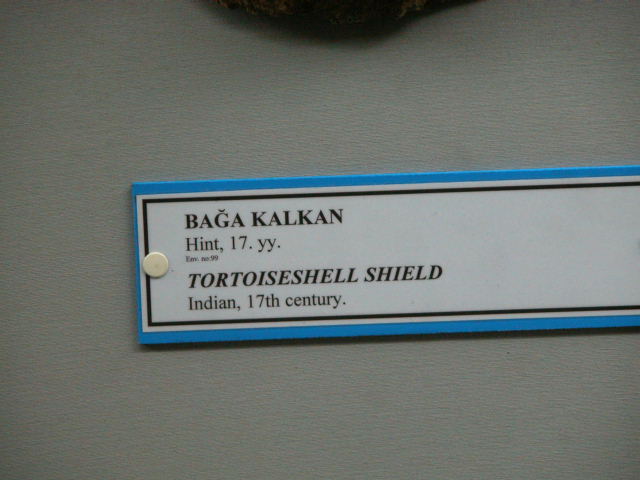 BAĞA KALKAN
Hint, 17. yy.
Env. no:99
TORTOISESHELL SHIELD
Indian, 17th century.